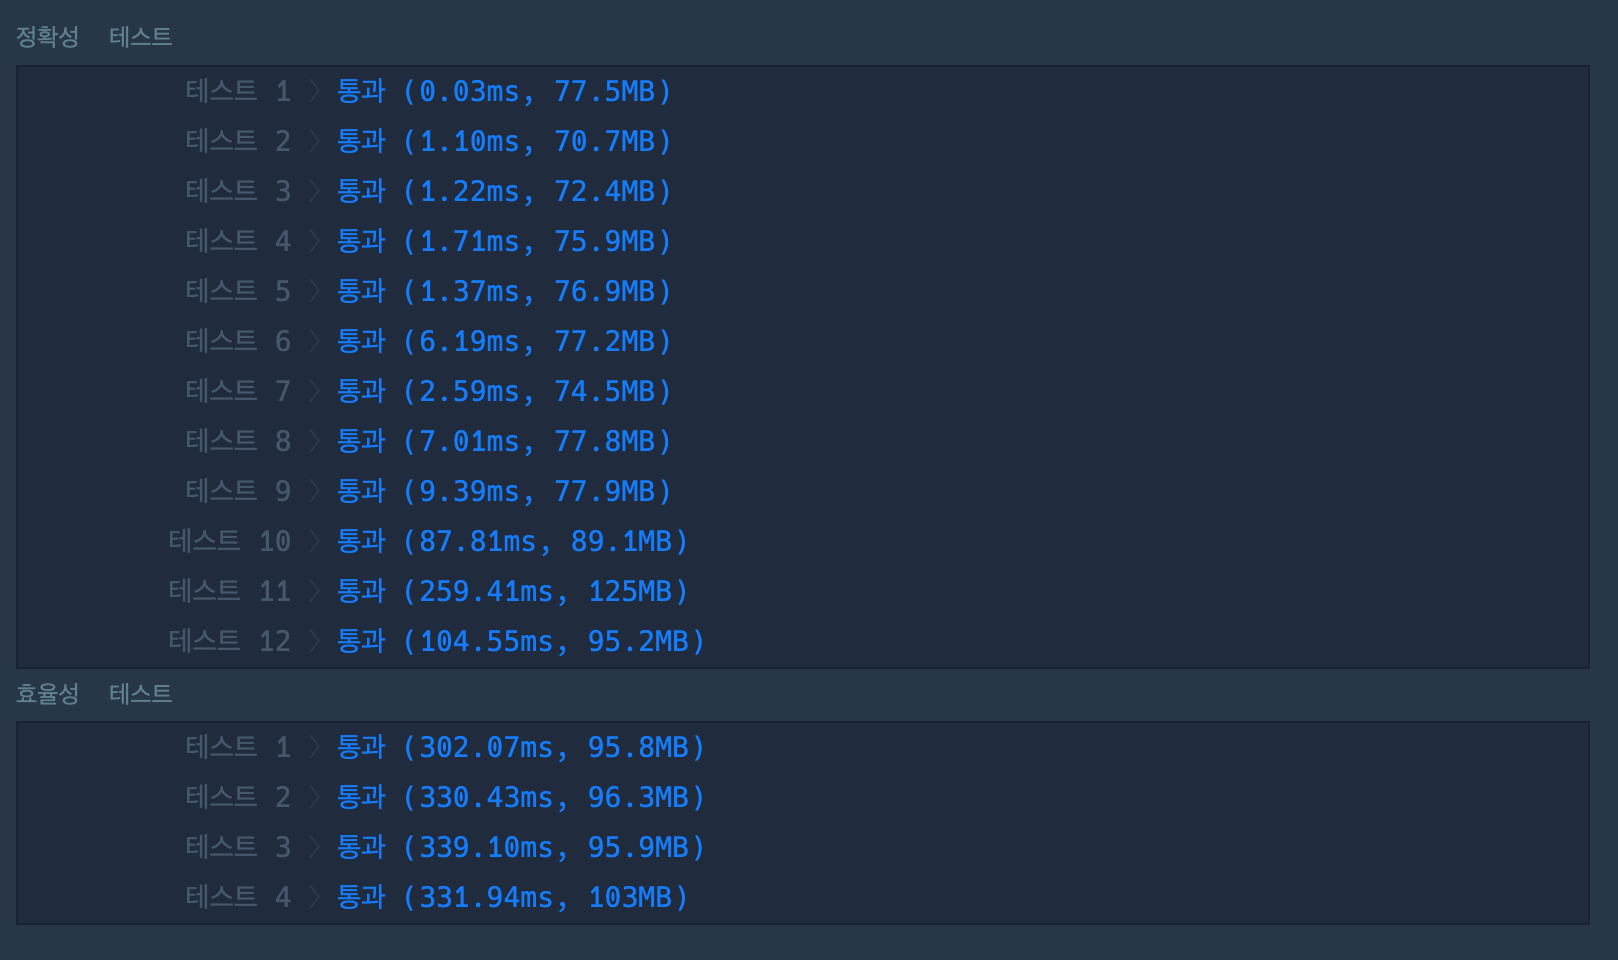 정확성  테스트
테스트 1 〉 통과 (0.03ms, 77.5MB)
테스트 2 〉 통과 (1.10ms, 70.7MB)
테스트 3 〉 통과 (1.22ms, 72.4MB)
테스트 4 〉 통과 (1.71ms, 75.9MB)
테스트 5 〉 통과 (1.37ms, 76.9MB)
테스트 6 〉 통과 (6.19ms, 77.2MB)
테스트 7 〉 통과 (2.59ms, 74.5MB)
테스트 8 〉 통과 (7.01ms, 77.8MB)
테스트 9 〉 통과 (9.39ms, 77.9MB)
테스트 10 〉 통과 (87.81ms, 89.1MB)
테스트 11 〉 통과 (259.41ms, 125MB)
테스트 12 〉 통과 (104.55ms, 95.2MB)
효율성  테스트
테스트 1 〉 통과 (302.07ms, 95.8MB)
테스트 2 〉 통과 (330.43ms, 96.3MB)
테스트 3 〉 통과 (339.10ms, 95.9MB)
테스트 4 〉 통과 (331.94ms, 103MB)